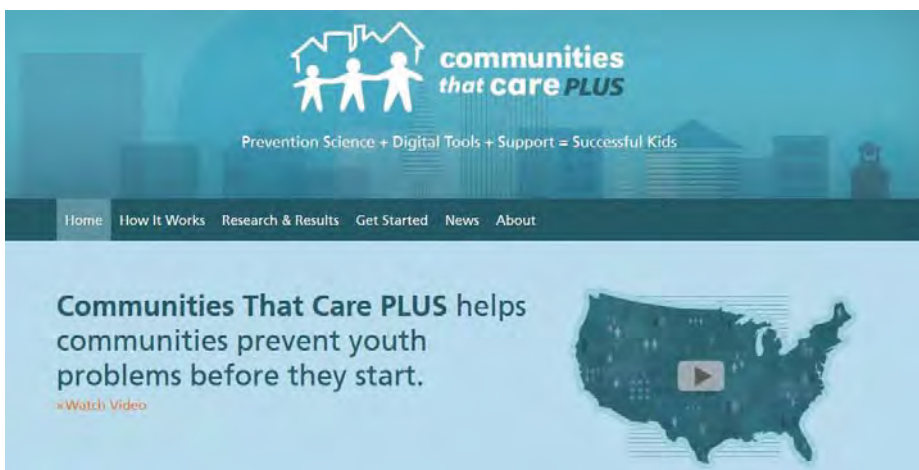 communities
that care PLUS
Prevention Science + Digital Tools + Support = Successful Kids
Home How It Works Research & Results Get Started News About
Communities That Care PLUS helps
communities prevent youth
problems before they start.
»Watch Video